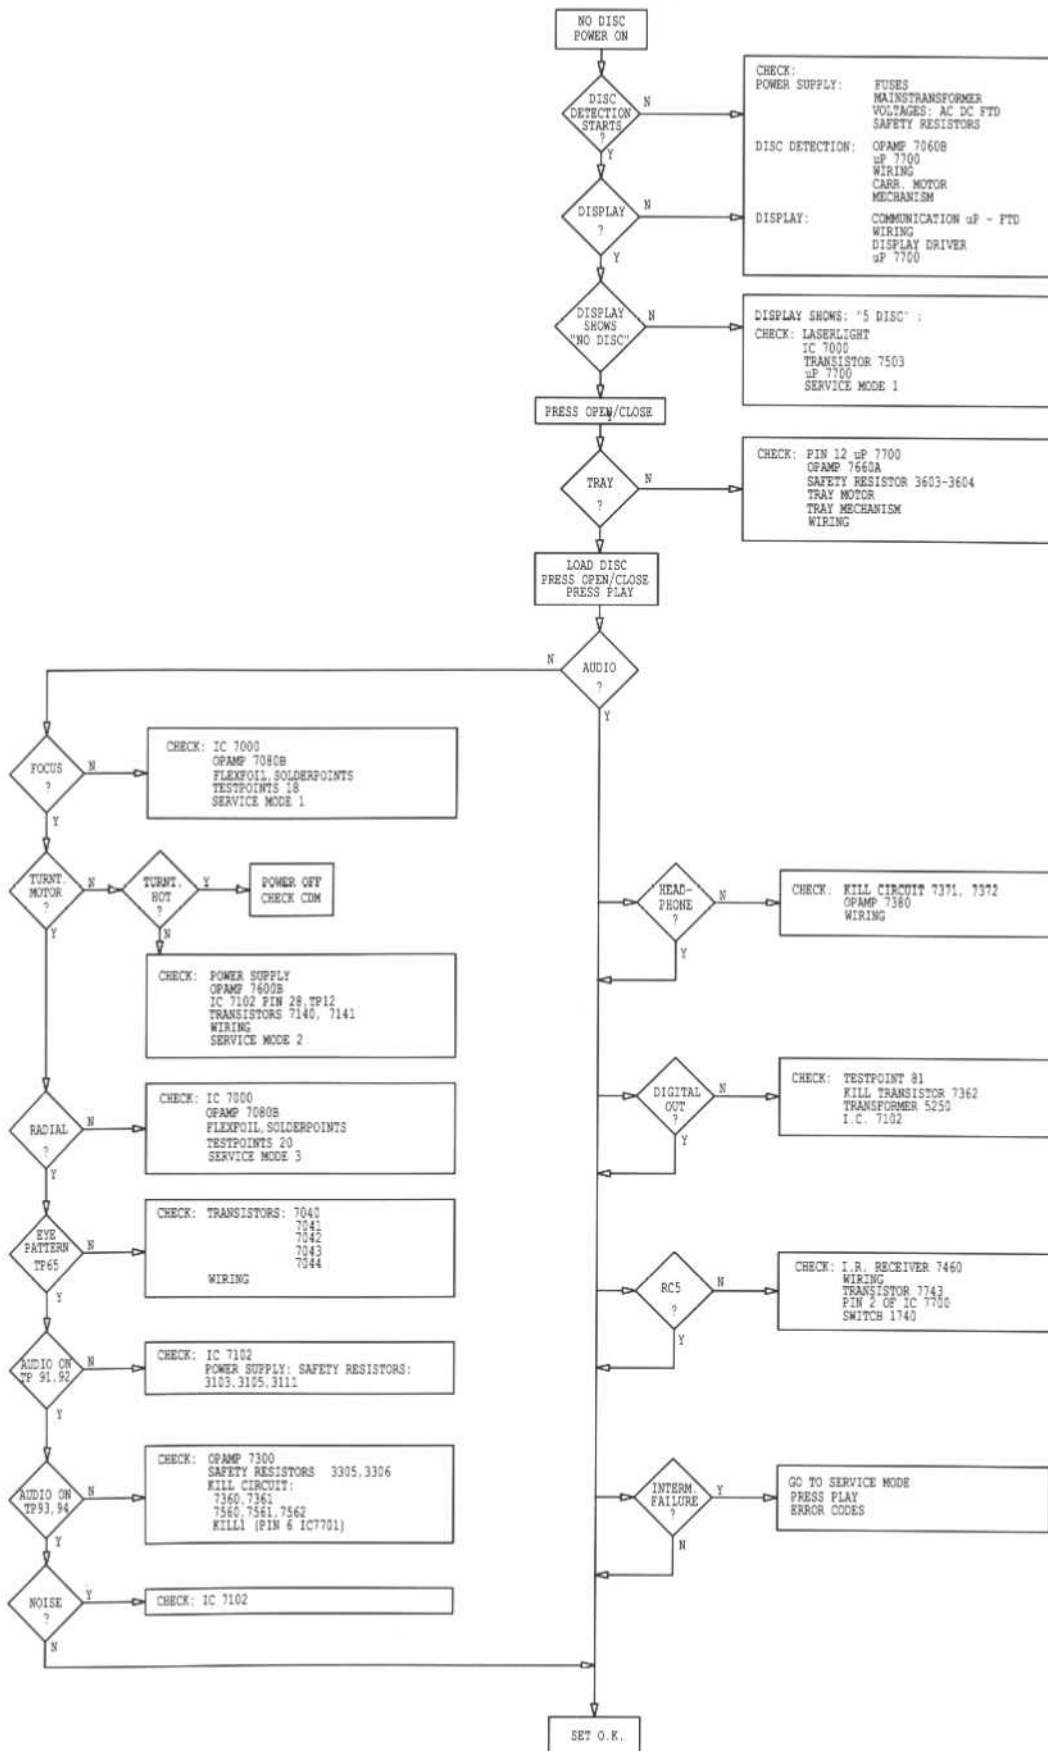 NO DISC
POWER ON
DISC
DETECTION
STARTS
?
N
Y
CHECK:
POWER SUPPLY: FUSES
MAINSTRANSFORMER
VOLTAGES: AC DC FTD
SAFETY RESISTORS
DISC DETECTION: OPAMP 7060B
uP 7700
WIRING
CARR. MOTOR
MECHANISM
DISPLAY: COMMUNICATION uP - FTD
WIRING
DISPLAY DRIVER
uP 7700
DISPLAY
?
N
Y
DISPLAY
SHOWS
"NO DISC"
N
DISPLAY SHOWS: "5 DISC" :
CHECK: LASERLIGHT
IC 7000
TRANSISTOR 7503
uP 7700
SERVICE MODE 1
Y
PRESS OPEN/CLOSE
TRAY
?
N
CHECK: PIN 12 uP 7700
OPAMP 7660A
SAFETY RESISTOR 3603-3604
TRAY MOTOR
TRAY MECHANISM
WIRING
LOAD DISC
PRESS OPEN/CLOSE
PRESS PLAY
AUDIO
?
N
Y
FOCUS
?
N
Y
CHECK: IC 7000
OPAMP 7080B
FLEXFOIL,SOLDERPOINTS
TESTPOINTS 18
SERVICE MODE 1
TURNT.
MOTOR
?
N
Y
TURNT.
HOT
?
Y
N
POWER OFF
CHECK CDM
CHECK: POWER SUPPLY
OPAMP 7600B
IC 7102 PIN 28,TP12
TRANSISTORS 7140, 7141
WIRING
SERVICE MODE 2
RADIAL
?
N
Y
CHECK: IC 7000
OPAMP 7080B
FLEXFOIL,SOLDERPOINTS
TESTPOINTS 20
SERVICE MODE 3
EYE
PATTERN
TP65
N
Y
CHECK: TRANSISTORS: 7040
7041
7042
7043
7044
WIRING
AUDIO ON
TP 91,92
N
Y
CHECK: IC 7102
POWER SUPPLY: SAFETY RESISTORS:
3103,3105,3111
AUDIO ON
TP93,94
N
Y
CHECK: OPAMP 7300
SAFETY RESISTORS 3305,3306
KILL CIRCUIT:
7360,7361
7560,7561,7562
KILL1 (PIN 6 IC7701)
NOISE
?
Y
N
CHECK: IC 7102
HEAD-
PHONE
?
N
Y
CHECK: KILL CIRCUIT 7371, 7372
OPAMP 7380
WIRING
DIGITAL
OUT
?
N
Y
CHECK: TESTPOINT 81
KILL TRANSISTOR 7362
TRANSFORMER 5250
I.C. 7102
RC5
?
N
Y
CHECK: I.R. RECEIVER 7460
WIRING
TRANSISTOR 7743
PIN 2 OF IC 7700
SWITCH 1740
INTERM.
FAILURE
?
Y
N
GO TO SERVICE MODE
PRESS PLAY
ERROR CODES
SET O.K.